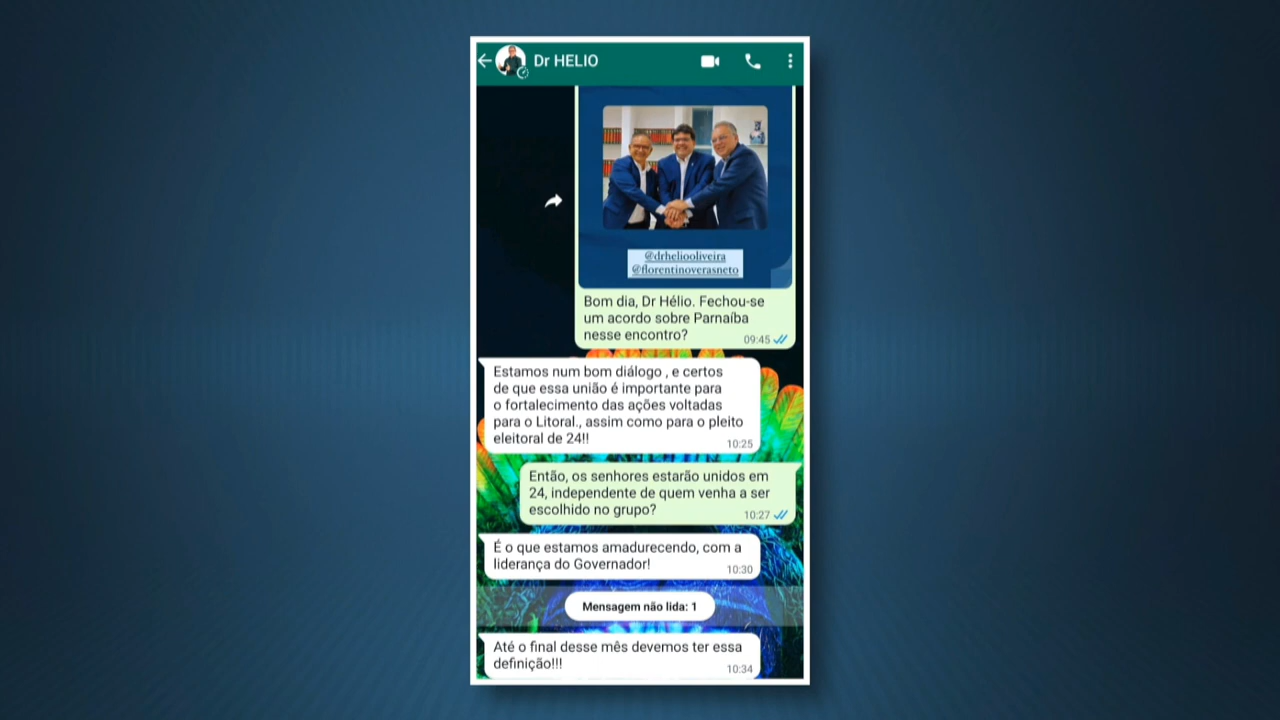 Dr HELIO
@drheliooliveira
@florentinoverasneto
Bom dia, Dr Hélio. Fechou-se
um acordo sobre Parnaíba
nesse encontro?
09:45
Estamos num bom diálogo , e certos
de que essa união é importante para
o fortalecimento das ações voltadas
para o Litoral., assim como para o pleito
eleitoral de 24!!
10:25
Então, os senhores estarão unidos em
24, independente de quem venha a ser
escolhido no grupo?
10:27
É o que estamos amadurecendo, com a
liderança do Governador!
10:30
Mensagem não lida: 1
Até o final desse mês devemos ter essa
definição!!!
10:34